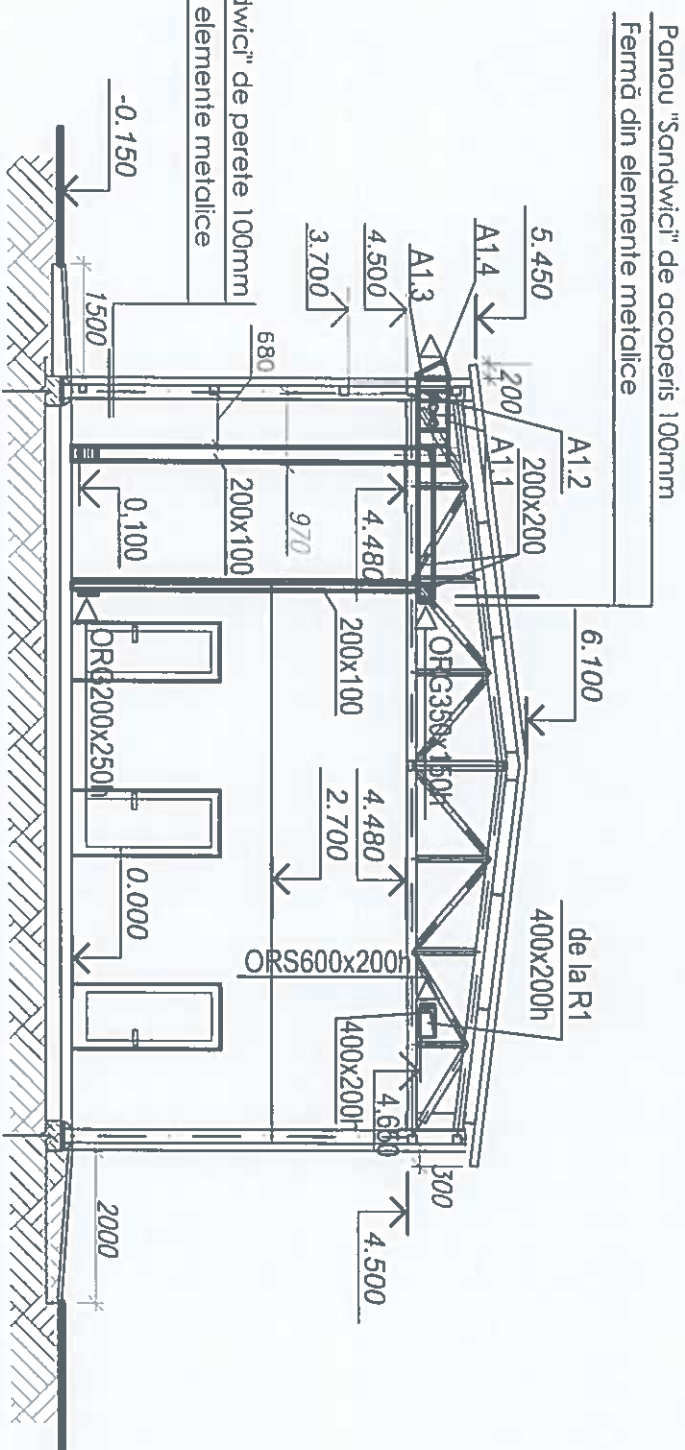 Panou "Sandwici" de acoperis 100mm
Fermă din elemente metalice
5.450
A1.4
A1.3
4.500
3.700
200
A1.2
A1.1
200x200
6.100
de la R1
400x200h
dwici" de perete 100mm
elemente metalice
-0.150
1500
680
970
200x100
0.100
4.480
200x100
ORG350x150h
ORG200x250h
4.480
2.700
0.000
ORS600x200h
400x200h
300
4.500
2000